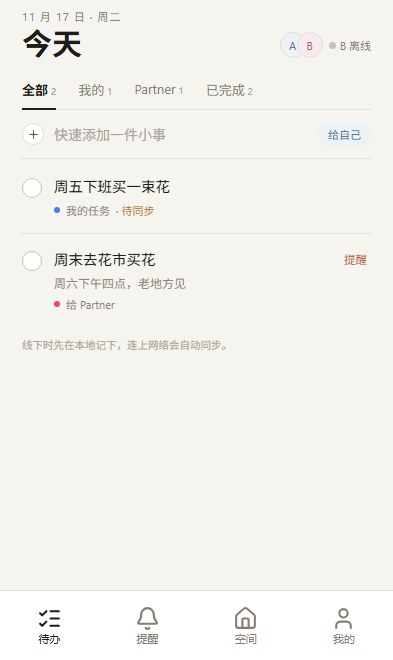 11 月 17 日 · 周二
今天
A B B 离线
全部 2 我的 1 Partner 1 已完成 2
+ 快速添加一件小事 给自己
周五下班买一束花
我的任务 · 待同步
周末去花市买花 提醒
周六下午四点，老地方见
给 Partner
线下时先在本地记下，连上网络会自动同步。
待办 提醒 空间 我的